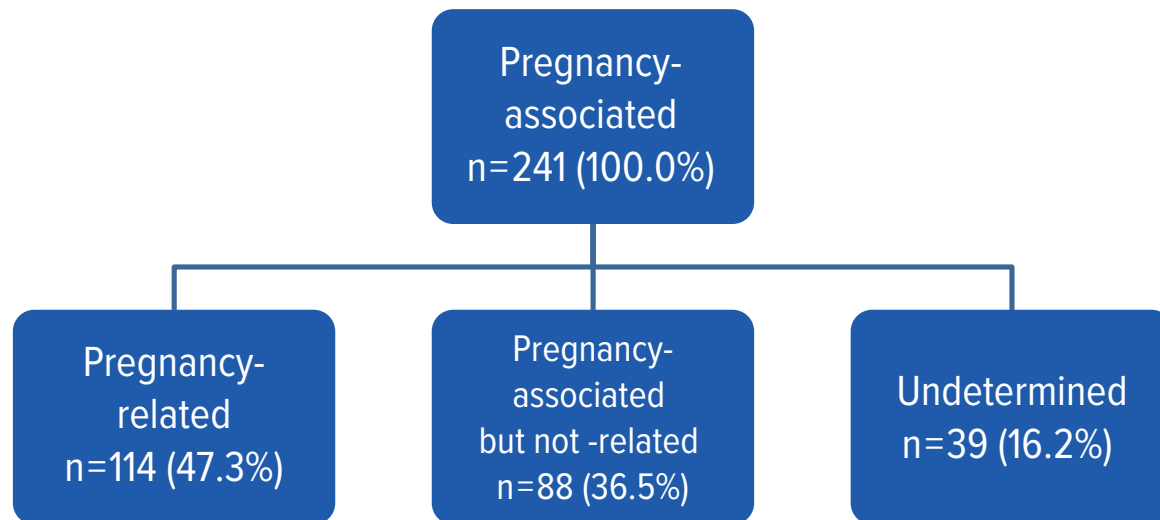 Pregnancy-
associated
n=241 (100.0%)
Pregnancy-
related
n=114 (47.3%)
Pregnancy-
associated
but not -related
n=88 (36.5%)
Undetermined
n=39 (16.2%)